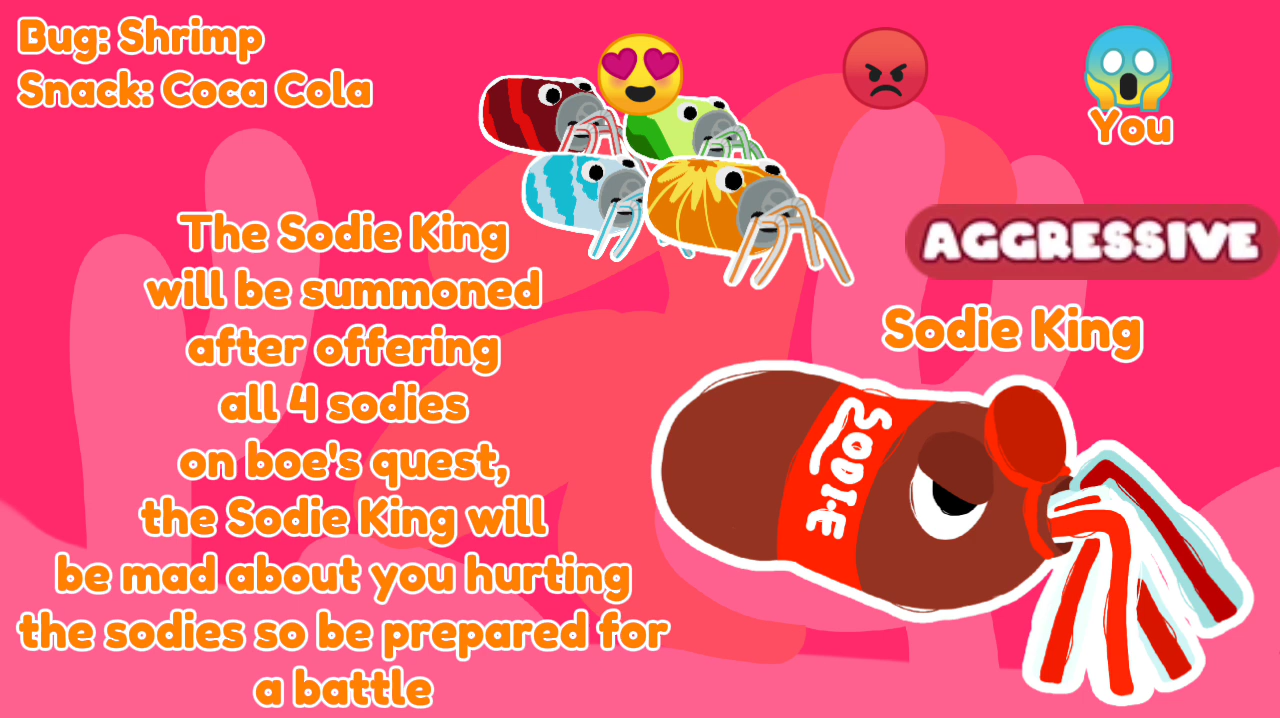 Bug: Shrimp
Snack: Coca Cola
You
AGGRESSIVE
The Sodie King
will be summoned
after offering
all 4 sodies
on boe's quest,
the Sodie King will
be mad about you hurting
the sodies so be prepared for
a battle
Sodie King
SODIE